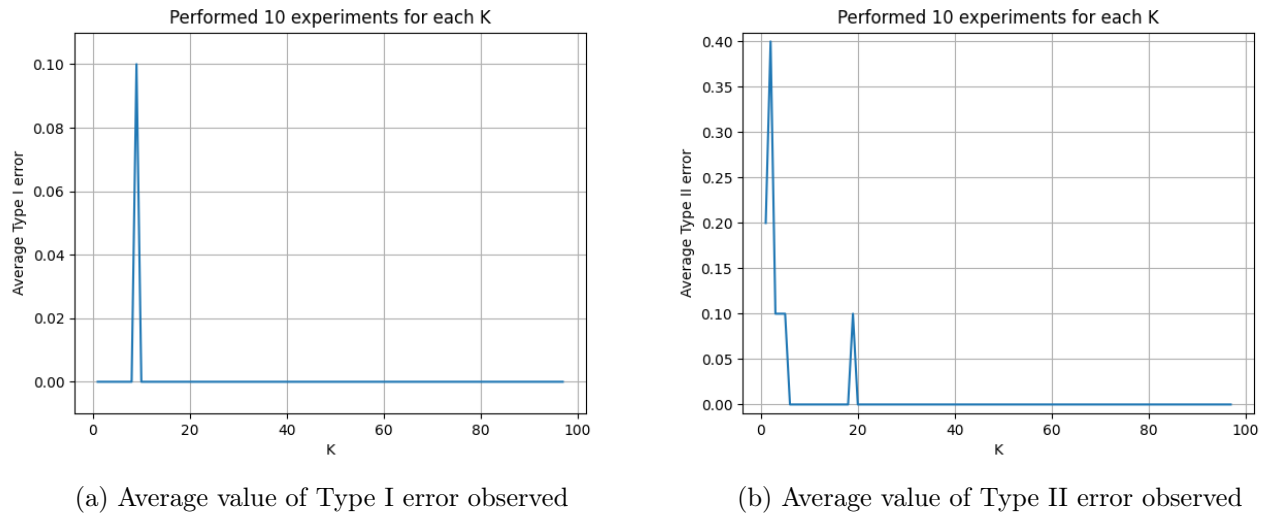 Performed 10 experiments for each K
Average Type I error
0.10
0.08
0.06
0.04
0.02
0.00
0 20 40 60 80 100
K
(a) Average value of Type I error observed
Performed 10 experiments for each K
Average Type II error
0.40
0.35
0.30
0.25
0.20
0.15
0.10
0.05
0.00
0 20 40 60 80 100
K
(b) Average value of Type II error observed